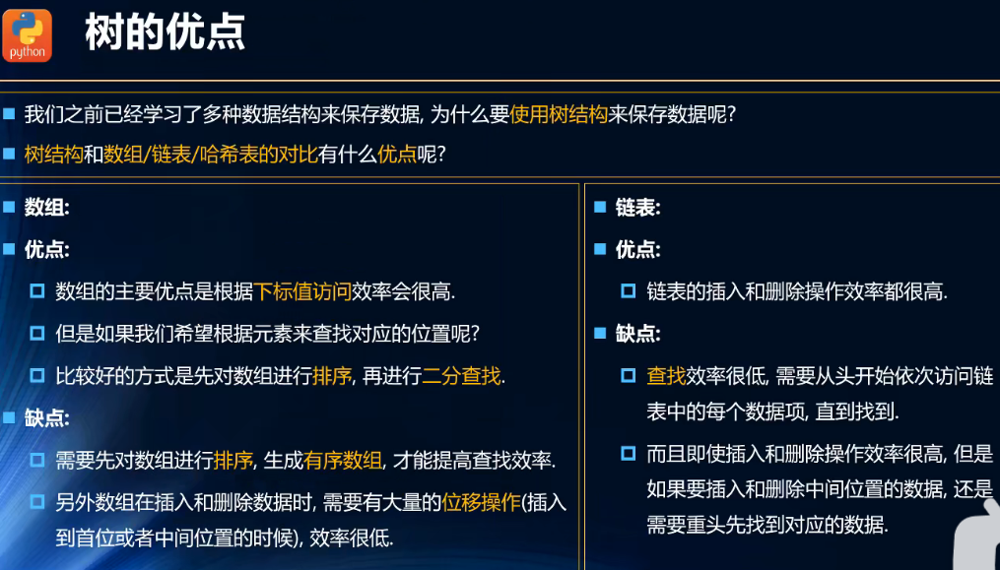 python
树的优点
我们之前已经学习了多种数据结构来保存数据, 为什么要使用树结构来保存数据呢?
树结构和数组/链表/哈希表的对比有什么优点呢?
数组:
优点:
数组的主要优点是根据下标值访问效率会很高.
但是如果我们希望根据元素来查找对应的位置呢?
比较好的方式是先对数组进行排序, 再进行二分查找.
缺点:
需要先对数组进行排序, 生成有序数组, 才能提高查找效率.
另外数组在插入和删除数据时, 需要有大量的位移操作(插入
到首位或者中间位置的时候), 效率很低.
链表:
优点:
链表的插入和删除操作效率都很高.
缺点:
查找效率很低, 需要从头开始依次访问链
表中的每个数据项, 直到找到.
而且即使插入和删除操作效率很高, 但是
如果要插入和删除中间位置的数据, 还是
需要重头先找到对应的数据.